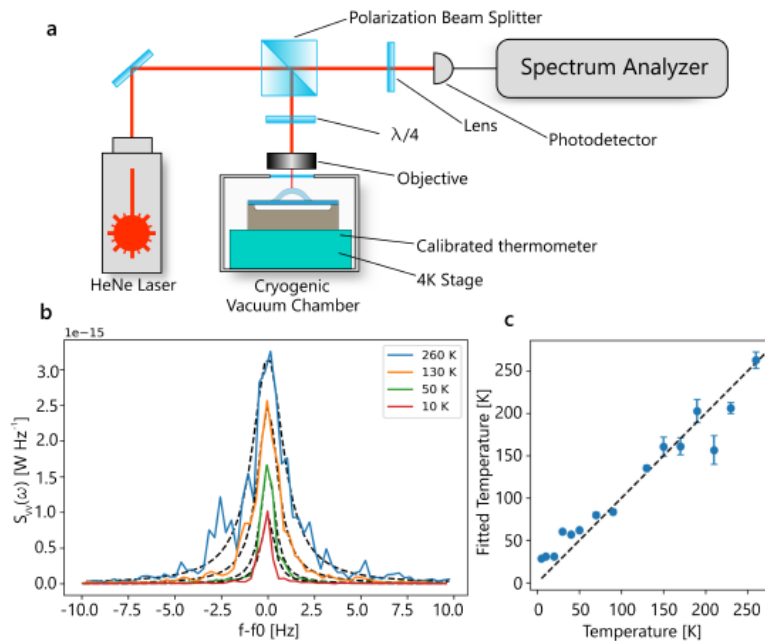 a
Polarization Beam Splitter
Spectrum Analyzer
λ/4
Lens
Photodetector
Objective
Calibrated thermometer
4K Stage
HeNe Laser
Cryogenic
Vacuum Chamber
b
1e−15
3.0
2.5
2.0
1.5
1.0
0.5
0.0
Sᵥᵥ(ω) [W Hz⁻¹]
260 K
130 K
50 K
10 K
-10.0 -7.5 -5.0 -2.5 0.0 2.5 5.0 7.5 10.0
f-f0 [Hz]
c
250
200
150
100
50
0
Fitted Temperature [K]
0 50 100 150 200 250
Temperature [K]